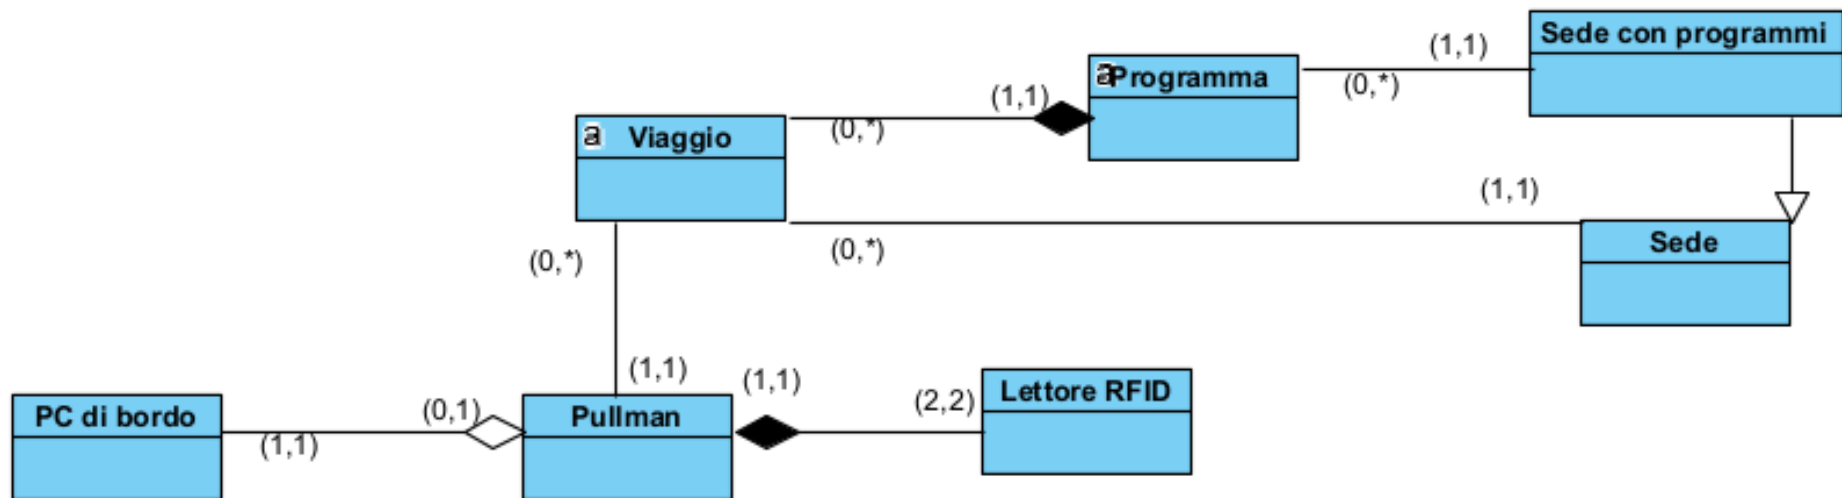 Sede con programmi
(1,1)
a Programma
(0,*)
(1,1)
a Viaggio
(0,*)
(1,1)
Sede
(0,*)
(0,*)
(1,1)
(1,1)
Lettore RFID
(2,2)
PC di bordo
(0,1)
Pullman
(1,1)